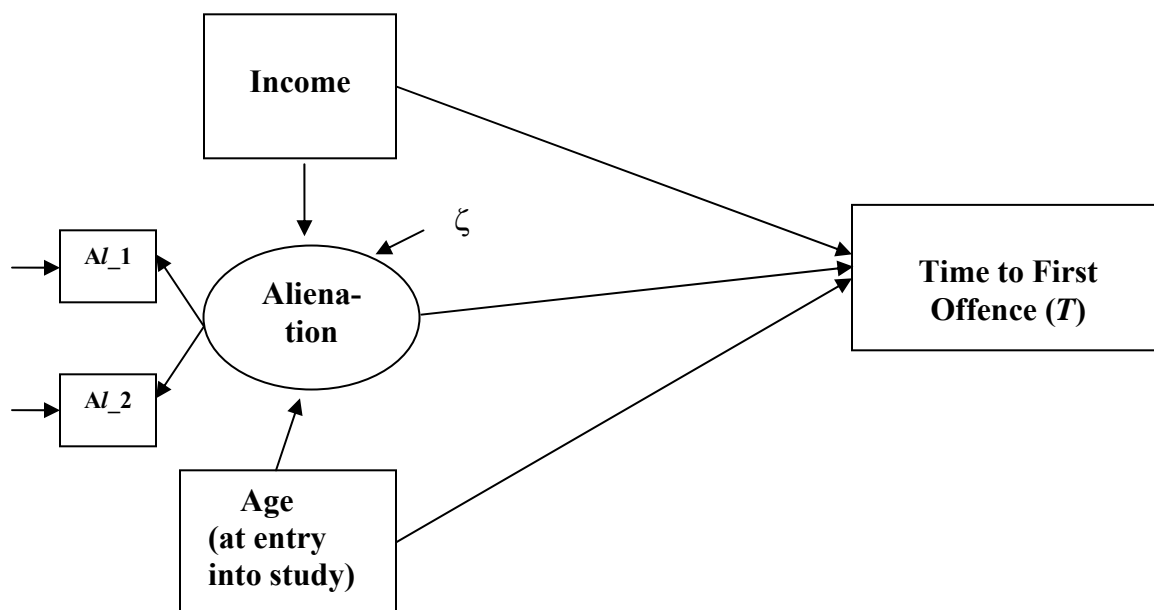 Income
ζ
Al_1
Aliena-
tion
Time to First
Offence (T)
Al_2
Age
(at entry
into study)